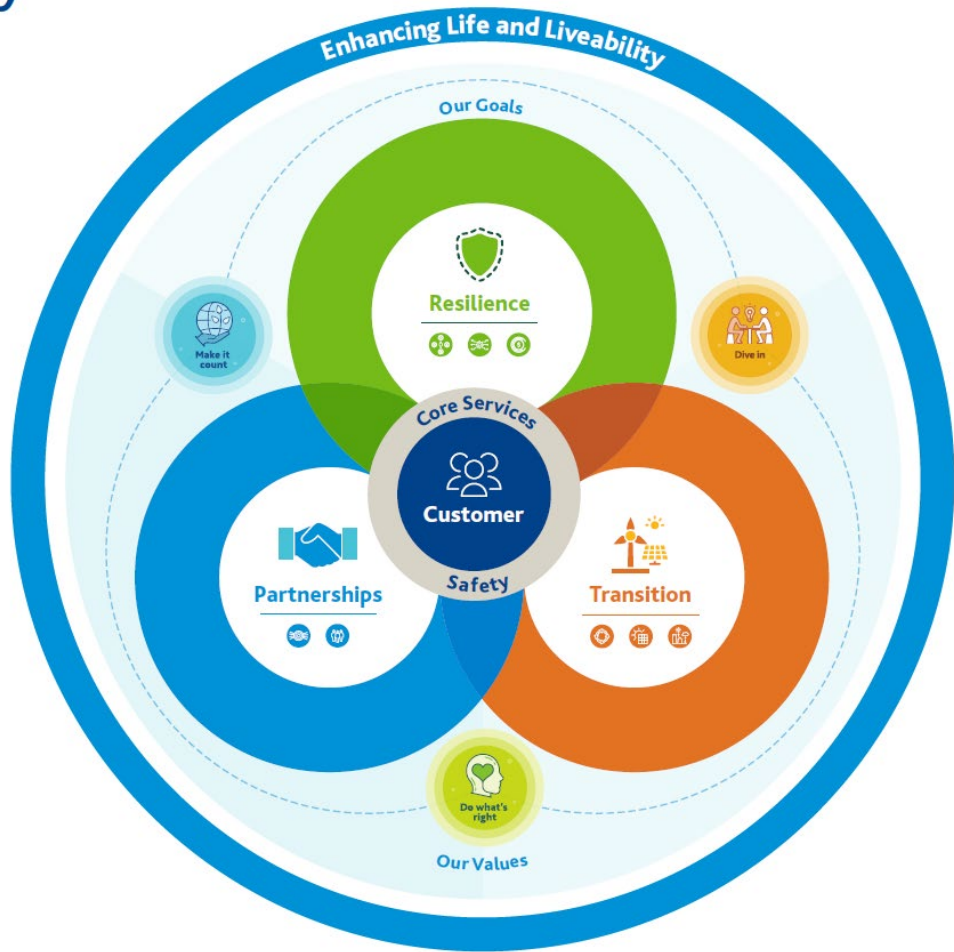 Enhancing Life and Liveability
Our Goals
Resilience
Make it
count
Dive in
Core Services
Customer
Safety
Partnerships
Transition
Do what's
right
Our Values